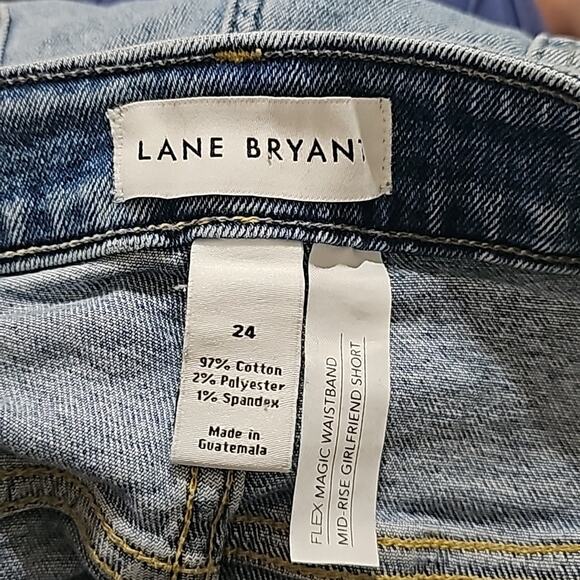 LANE BRYANT
24
97% Cotton
2% Polyester
1% Spandex
Made in
Guatemala
FLEX MAGIC WAISTBAND
MID-RISE GIRLFRIEND SHORT